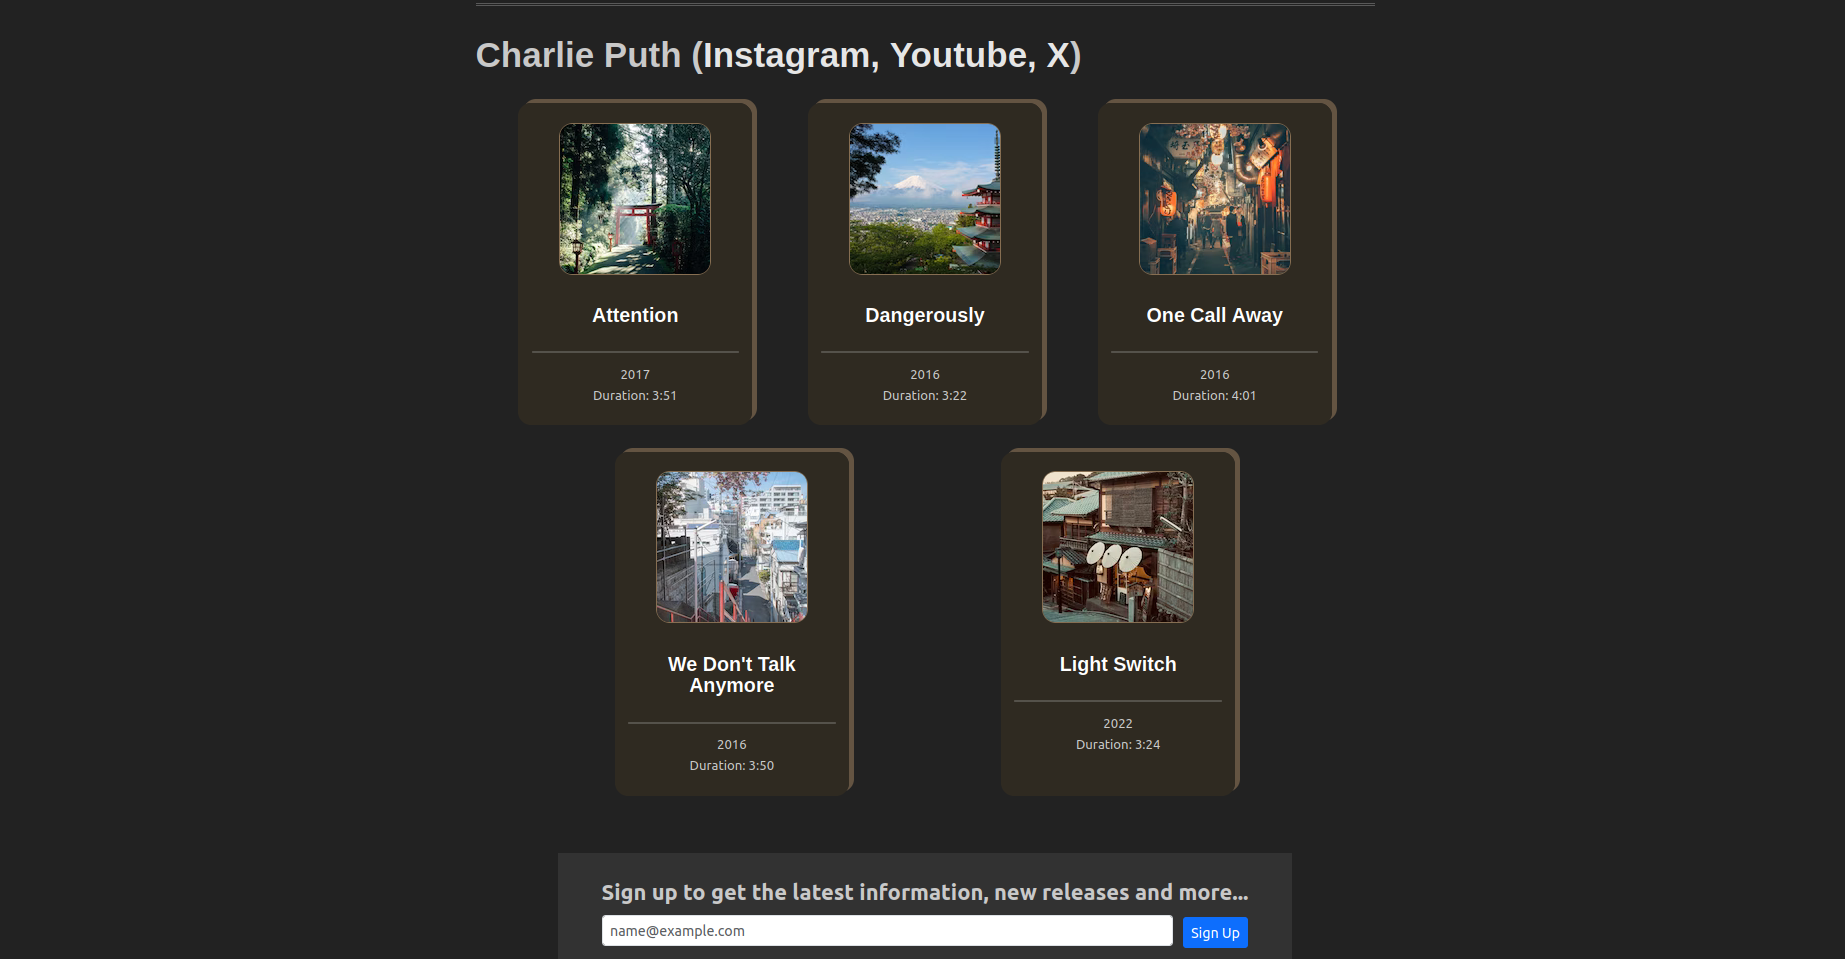 Charlie Puth (Instagram, Youtube, X)
Attention
2017
Duration: 3:51
Dangerously
2016
Duration: 3:22
One Call Away
2016
Duration: 4:01
We Don't Talk
Anymore
2016
Duration: 3:50
Light Switch
2022
Duration: 3:24
Sign up to get the latest information, new releases and more...
name@example.com
Sign Up